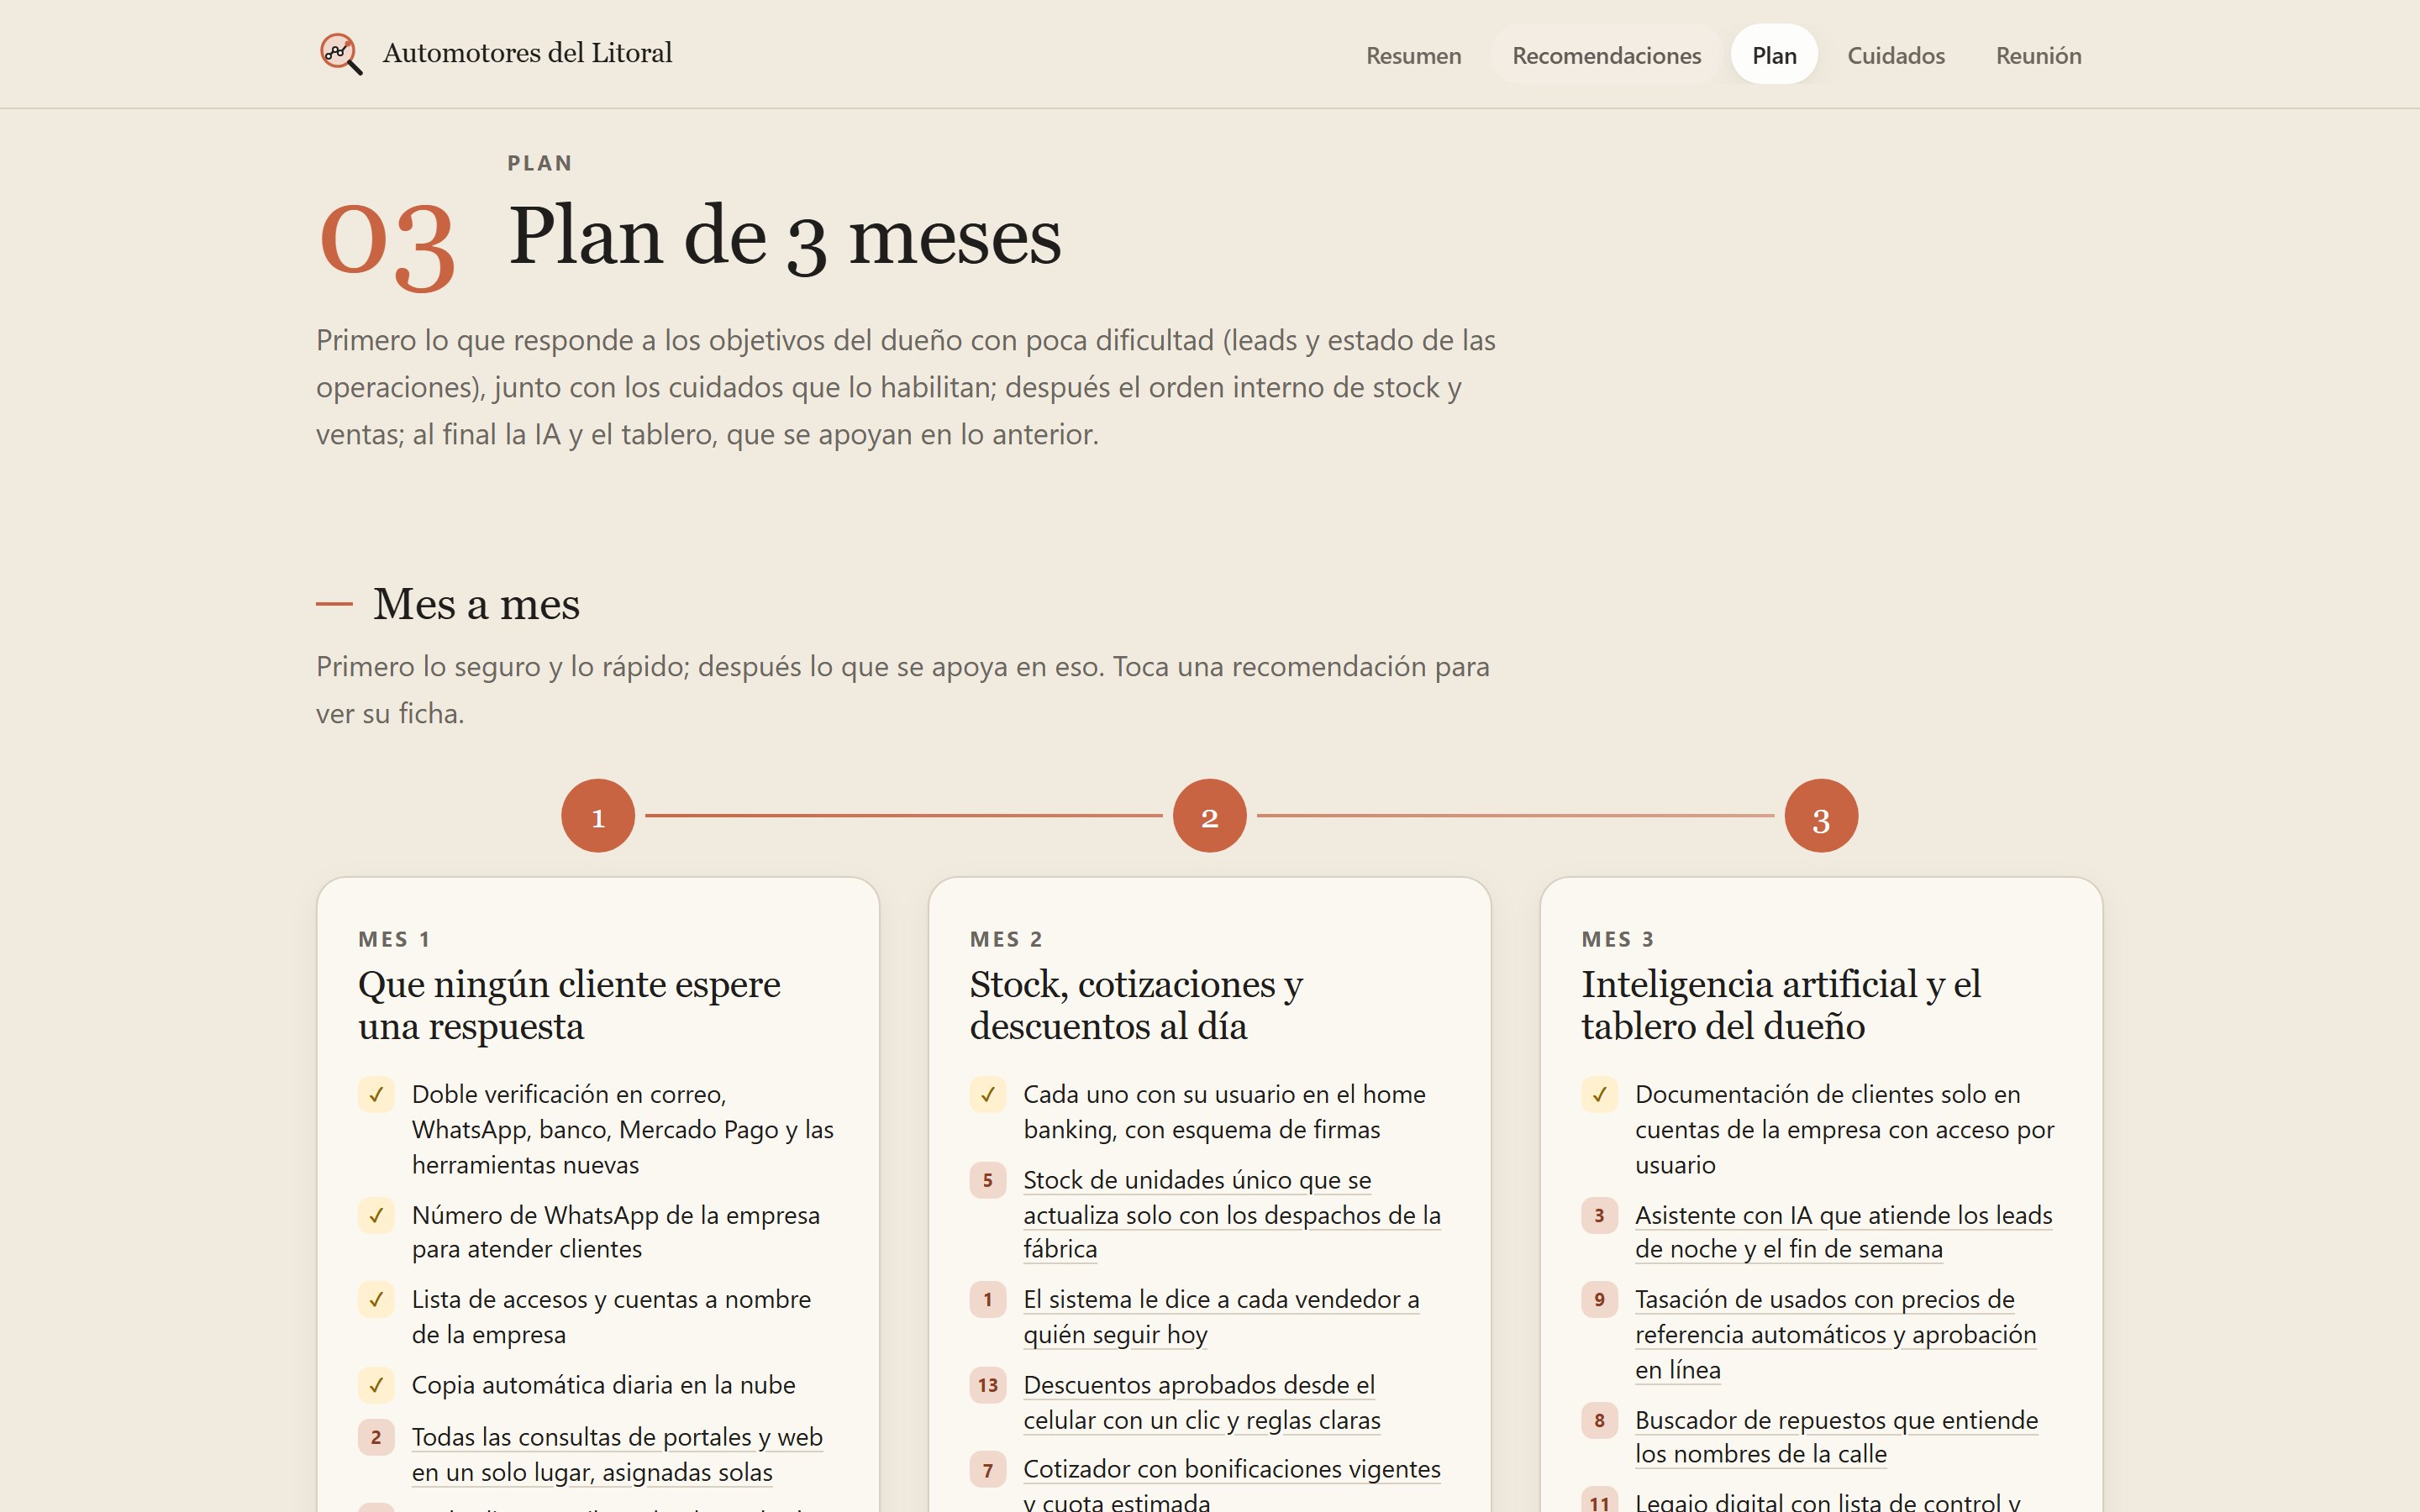 Automotores del Litoral
Resumen
Recomendaciones
Plan
Cuidados
Reunión
PLAN
03
Plan de 3 meses
Primero lo que responde a los objetivos del dueño con poca dificultad (leads y estado de las
operaciones), junto con los cuidados que lo habilitan; después el orden interno de stock y
ventas; al final la IA y el tablero, que se apoyan en lo anterior.
Mes a mes
Primero lo seguro y lo rápido; después lo que se apoya en eso. Toca una recomendación para
ver su ficha.
1
2
3
MES 1
Que ningún cliente espere
una respuesta
✓ Doble verificación en correo,
WhatsApp, banco, Mercado Pago y las
herramientas nuevas
✓ Número de WhatsApp de la empresa
para atender clientes
✓ Lista de accesos y cuentas a nombre
de la empresa
✓ Copia automática diaria en la nube
2 Todas las consultas de portales y web
en un solo lugar, asignadas solas
MES 2
Stock, cotizaciones y
descuentos al día
✓ Cada uno con su usuario en el home
banking, con esquema de firmas
5 Stock de unidades único que se
actualiza solo con los despachos de la
fábrica
1 El sistema le dice a cada vendedor a
quién seguir hoy
13 Descuentos aprobados desde el
celular con un clic y reglas claras
7 Cotizador con bonificaciones vigentes
y cuota estimada
MES 3
Inteligencia artificial y el
tablero del dueño
✓ Documentación de clientes solo en
cuentas de la empresa con acceso por
usuario
3 Asistente con IA que atiende los leads
de noche y el fin de semana
9 Tasación de usados con precios de
referencia automáticos y aprobación
en línea
8 Buscador de repuestos que entiende
los nombres de la calle
11 Legajo digital con lista de control y